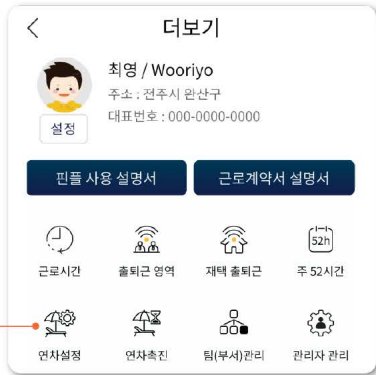 더보기
최영 / Wooriyo
주소 : 전주시 완산구
대표번호 : 000-0000-0000
설정
핀플 사용 설명서 근로계약서 설명서
52h
근로시간 출퇴근 영역 재택 출퇴근 주 52시간
연차설정 연차촉진 팀(부서)관리 관리자 관리